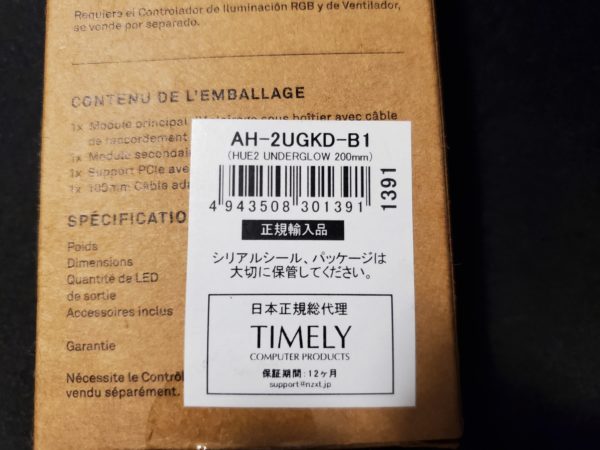 Requiere el Controlador de Iluminación RGB y de Ventilador,
se vende por separado.
CONTENU DE L'EMBALLAGE
1x Module principal sous boîtier avec câble
de raccordement
1x Module secondai
1x Support PCIe avec
1x 100mm Câble ada
SPÉCIFICATIO
Poids
Dimensions
Quantité de LED
de sortie
Accessoires inclus
Garantie
Nécessite le Contrôl
vendu séparément.
AH-2UGKD-B1
(HUE2 UNDERGLOW 200mm)
4 943508 301391
1391
正規輸入品
シリアルシール、パッケージは
大切に保管してください。
日本正規総代理
TIMELY
COMPUTER PRODUCTS
保証期間：12ヶ月
support@nzxt.jp